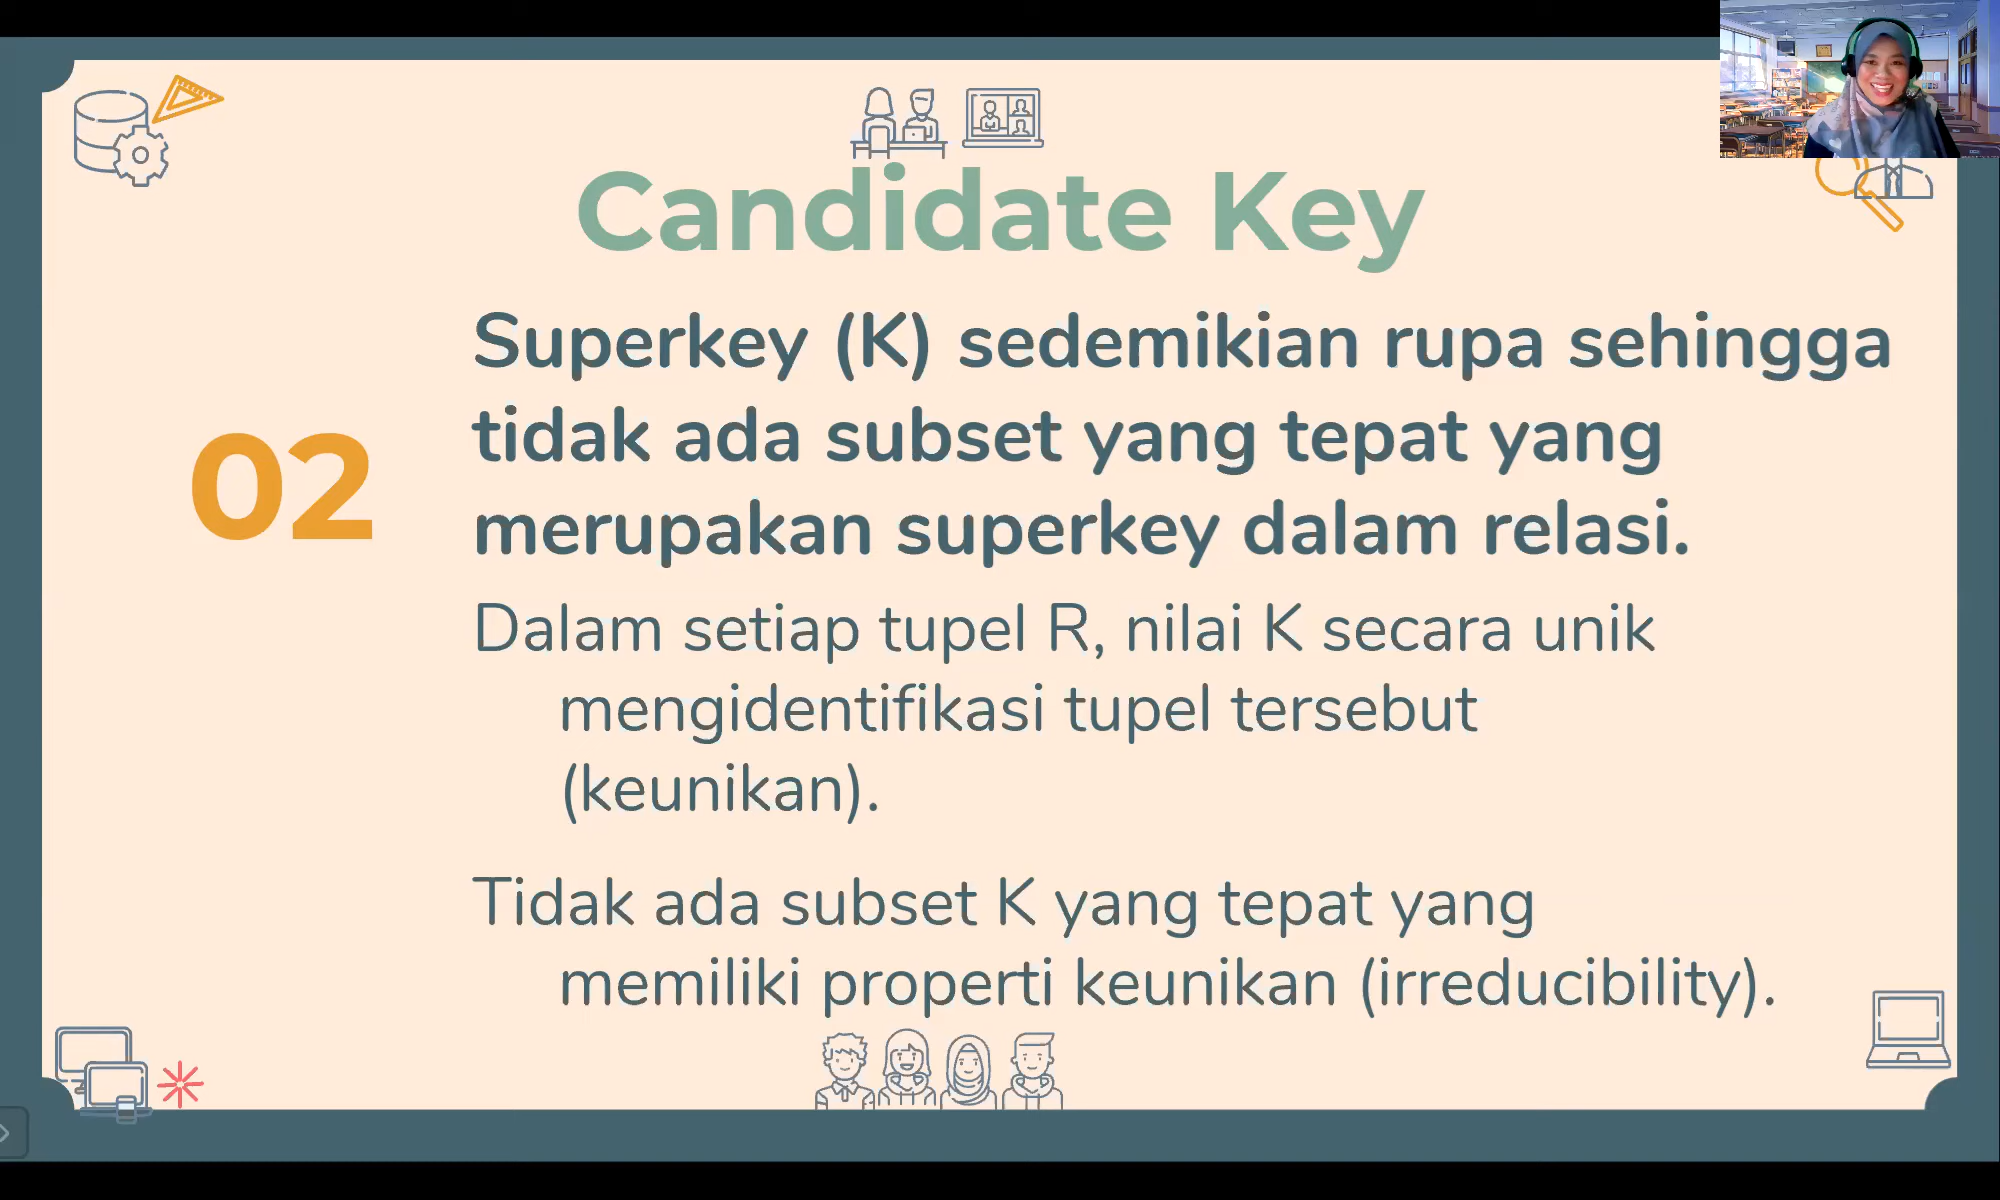 Candidate Key
02
Superkey (K) sedemikian rupa sehingga
tidak ada subset yang tepat yang
merupakan superkey dalam relasi.
Dalam setiap tupel R, nilai K secara unik
mengidentifikasi tupel tersebut
(keunikan).
Tidak ada subset K yang tepat yang
memiliki properti keunikan (irreducibility).